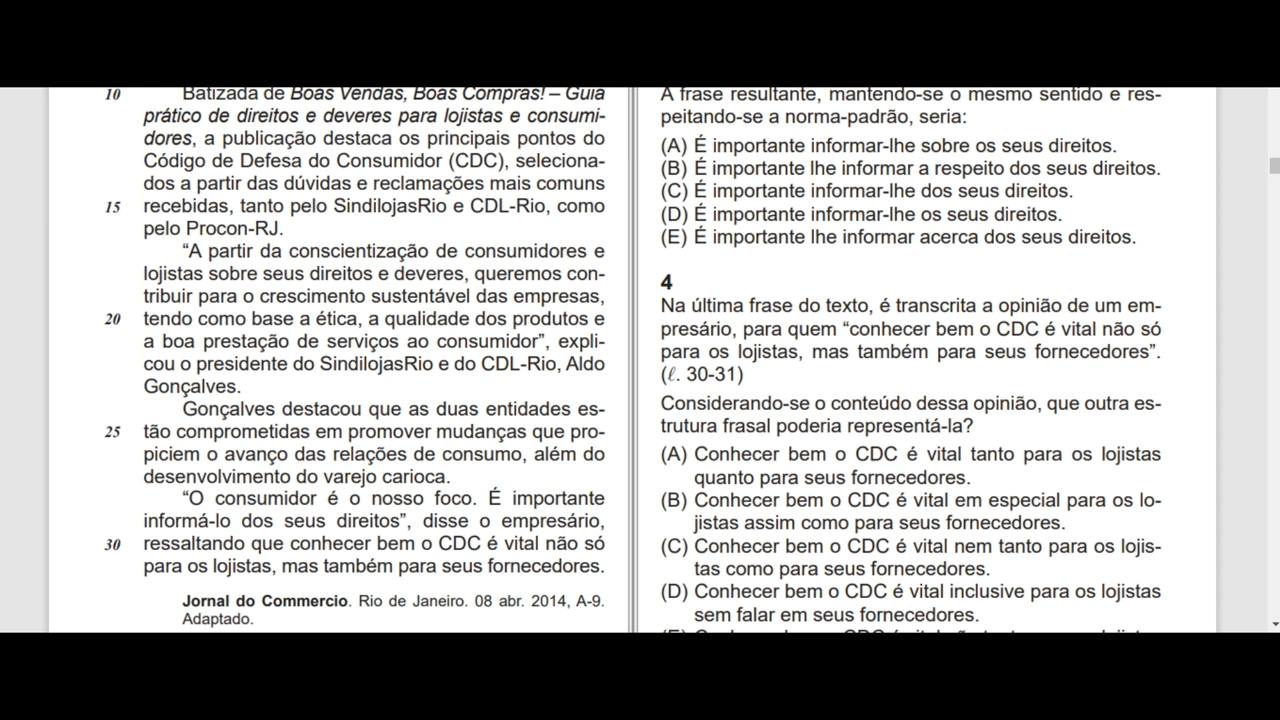 10 Batizada de Boas Vendas, Boas Compras! – Guia
prático de direitos e deveres para lojistas e consumi-
dores, a publicação destaca os principais pontos do
Código de Defesa do Consumidor (CDC), seleciona-
dos a partir das dúvidas e reclamações mais comuns
15 recebidas, tanto pelo SindilojasRio e CDL-Rio, como
pelo Procon-RJ.
“A partir da conscientização de consumidores e
lojistas sobre seus direitos e deveres, queremos con-
tribuir para o crescimento sustentável das empresas,
20 tendo como base a ética, a qualidade dos produtos e
a boa prestação de serviços ao consumidor”, expli-
cou o presidente do SindilojasRio e do CDL-Rio, Aldo
Gonçalves.
Gonçalves destacou que as duas entidades es-
25 tão comprometidas em promover mudanças que pro-
piciem o avanço das relações de consumo, além do
desenvolvimento do varejo carioca.
“O consumidor é o nosso foco. É importante
informá-lo dos seus direitos”, disse o empresário,
30 ressaltando que conhecer bem o CDC é vital não só
para os lojistas, mas também para seus fornecedores.
Jornal do Commercio. Rio de Janeiro. 08 abr. 2014, A-9.
Adaptado.
A frase resultante, mantendo-se o mesmo sentido e res-
peitando-se a norma-padrão, seria:
(A) É importante informar-lhe sobre os seus direitos.
(B) É importante lhe informar a respeito dos seus direitos.
(C) É importante informar-lhe dos seus direitos.
(D) É importante informar-lhe os seus direitos.
(E) É importante lhe informar acerca dos seus direitos.
4
Na última frase do texto, é transcrita a opinião de um em-
presário, para quem “conhecer bem o CDC é vital não só
para os lojistas, mas também para seus fornecedores”.
(ℓ. 30-31)
Considerando-se o conteúdo dessa opinião, que outra es-
trutura frasal poderia representá-la?
(A) Conhecer bem o CDC é vital tanto para os lojistas
quanto para seus fornecedores.
(B) Conhecer bem o CDC é vital em especial para os lo-
jistas assim como para seus fornecedores.
(C) Conhecer bem o CDC é vital nem tanto para os lojis-
tas como para seus fornecedores.
(D) Conhecer bem o CDC é vital inclusive para os lojistas
sem falar em seus fornecedores.